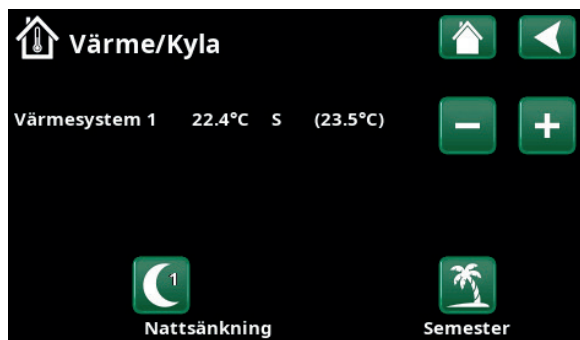 Värme/Kyla
Värmesystem 1 22.4°C S (23.5°C)
1
Nattsänkning Semester